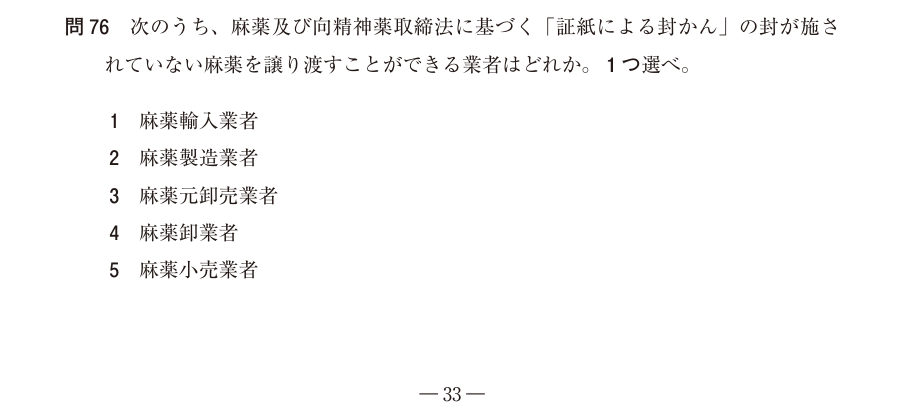 問76 次のうち、麻薬及び向精神薬取締法に基づく「証紙による封かん」の封が施さ
れていない麻薬を譲り渡すことができる業者はどれか。1つ選べ。
1 麻薬輸入業者
2 麻薬製造業者
3 麻薬元卸売業者
4 麻薬卸業者
5 麻薬小売業者
― 33 ―